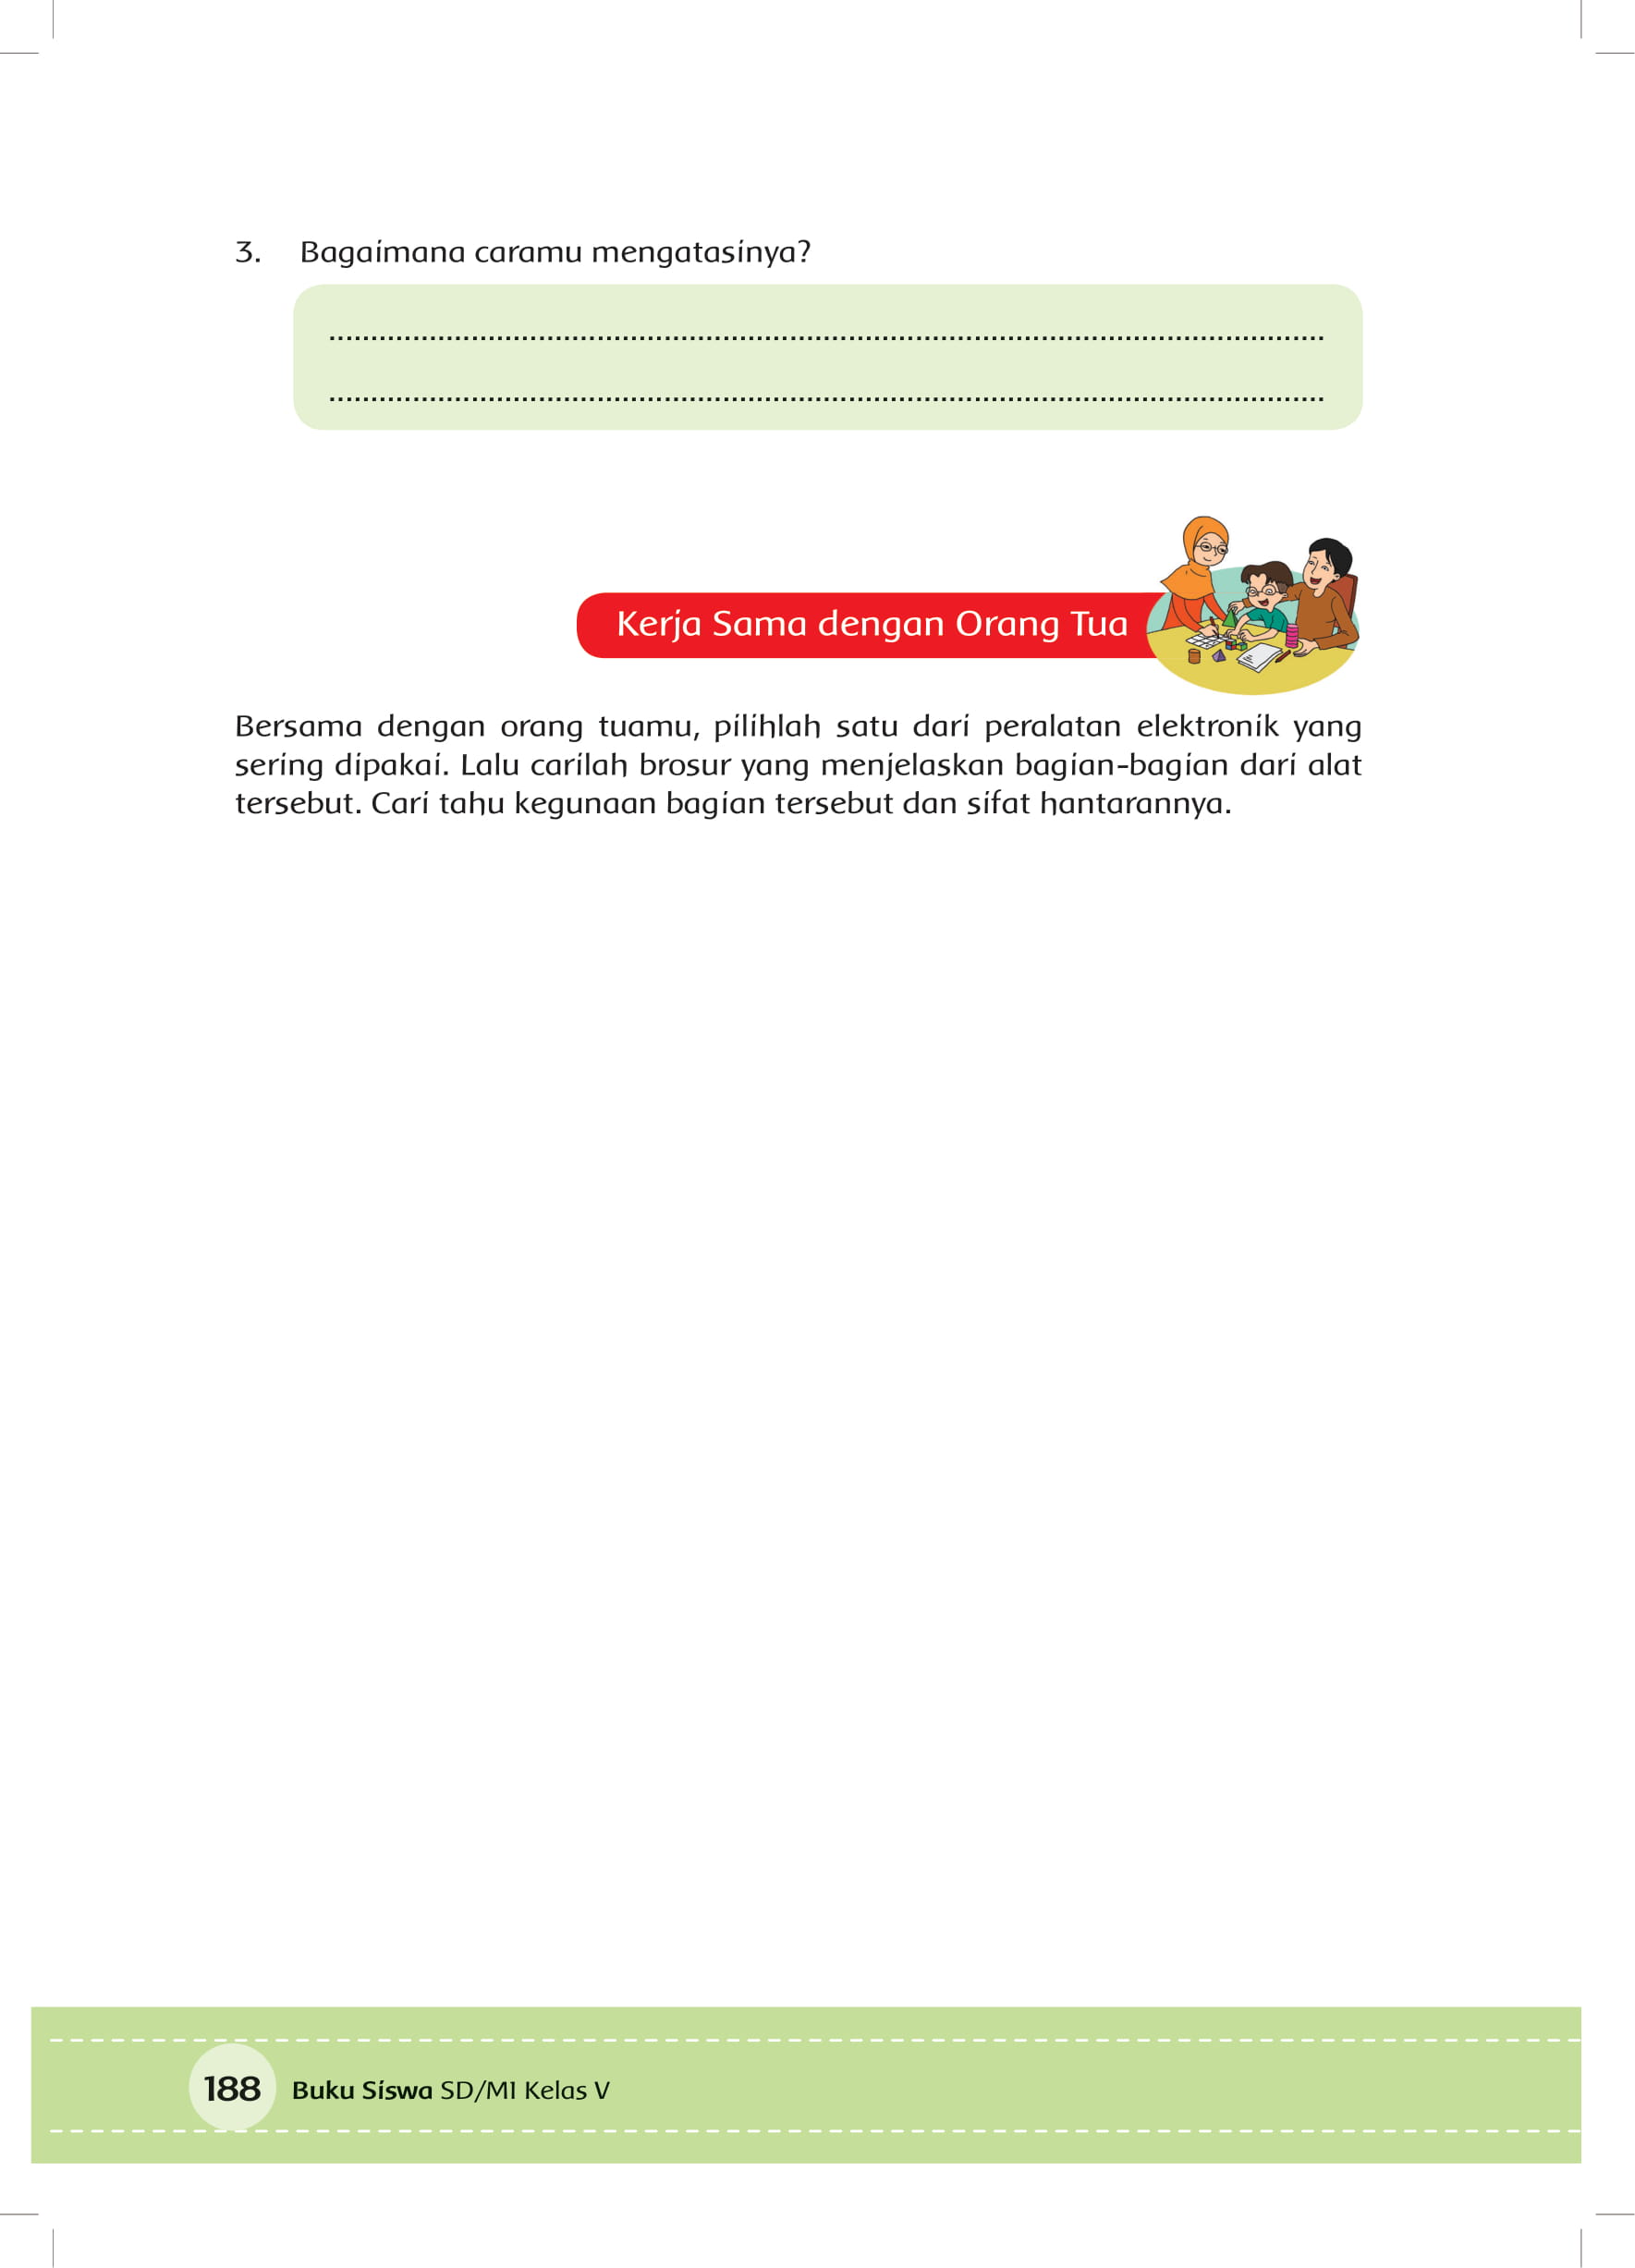 3. Bagaimana caramu mengatasinya?
........................................................................................................................
........................................................................................................................
Kerja Sama dengan Orang Tua
Bersama dengan orang tuamu, pilihlah satu dari peralatan elektronik yang
sering dipakai. Lalu carilah brosur yang menjelaskan bagian-bagian dari alat
tersebut. Cari tahu kegunaan bagian tersebut dan sifat hantarannya.
188 Buku Siswa SD/MI Kelas V